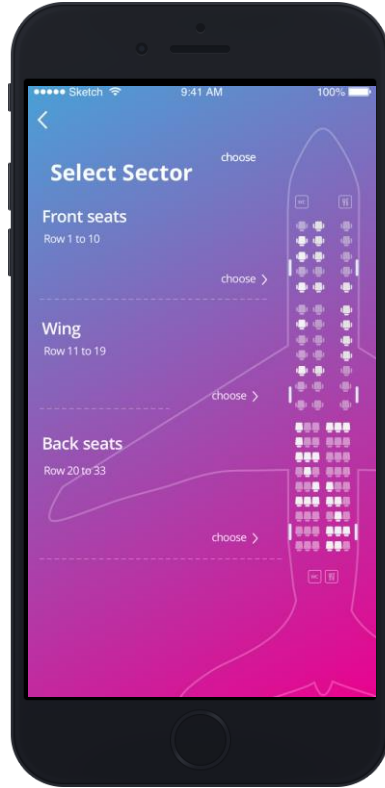 Sketch 9:41 AM 100%
choose
Select Sector
Front seats
Row 1 to 10
choose
Wing
Row 11 to 19
choose
Back seats
Row 20 to 33
choose